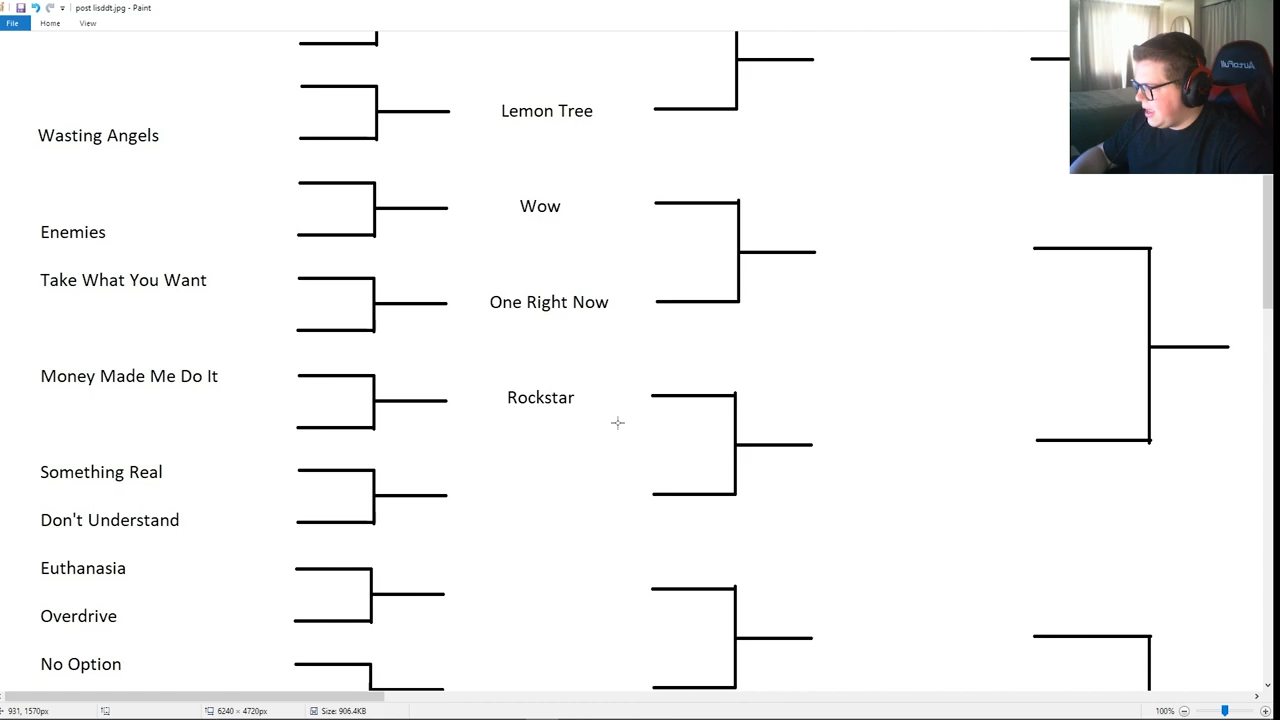 post lisddt.jpg - Paint
File Home View
Lemon Tree
Wasting Angels
Wow
Enemies
Take What You Want
One Right Now
Money Made Me Do It
Rockstar
Something Real
Don't Understand
Euthanasia
Overdrive
No Option
931, 1570px 6240 × 4720px Size: 906.4KB 100%